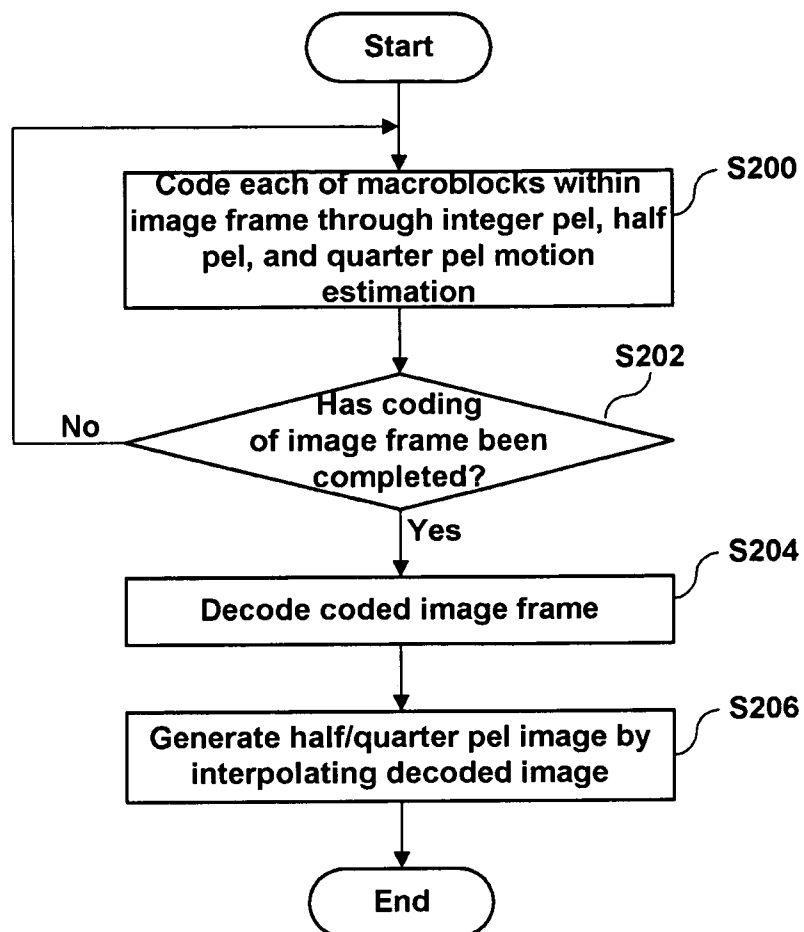 Start
S200
Code each of macroblocks within
image frame through integer pel, half
pel, and quarter pel motion
estimation
S202
Has coding
of image frame been
completed?
No
Yes
S204
Decode coded image frame
S206
Generate half/quarter pel image by
interpolating decoded image
End